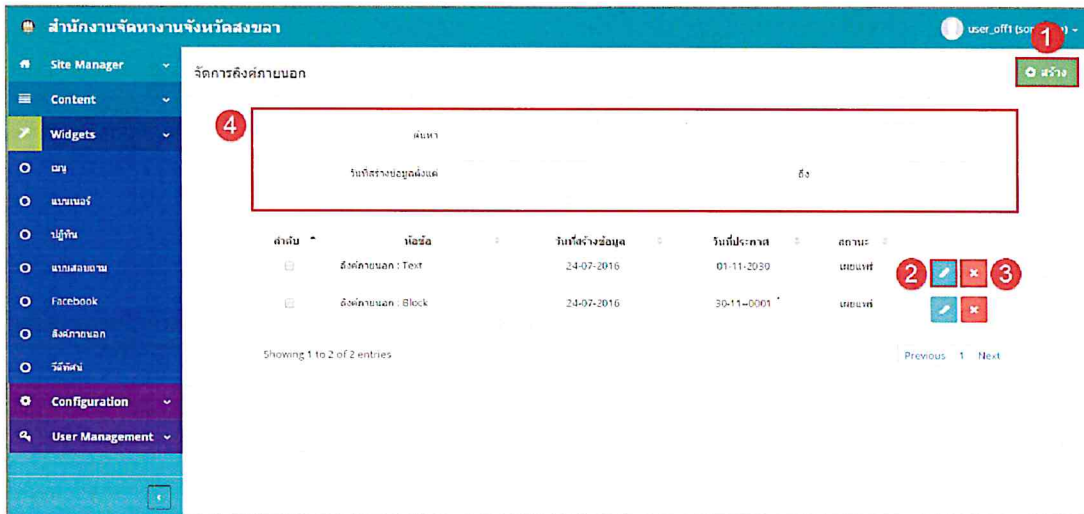 สำนักงานจัดหางานจังหวัดสงขลา
1
Site Manager
จัดการลิงค์ภายนอก
สร้าง
Content
Widgets
4
ค้นหา
เมนู
วันที่สร้างข้อมูลตั้งแต่
ถึง
แบนเนอร์
ปฏิทิน
ลำดับ
หัวข้อ
วันที่สร้างข้อมูล
วันที่ประกาศ
สถานะ
แบบสอบถาม
ลิงค์ภายนอก : Text
24-07-2016
01-11-2030
เผยแพร่
2
3
Facebook
ลิงค์ภายนอก : Block
24-07-2016
30-11--0001
เผยแพร่
ลิงค์ภายนอก
Showing 1 to 2 of 2 entries
Previous 1 Next
วีดีทัศน์
Configuration
User Management